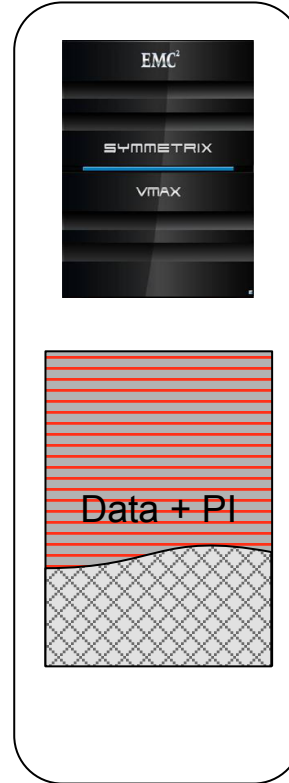 EMC²
SYMMETRIX
VMAX
Data + PI